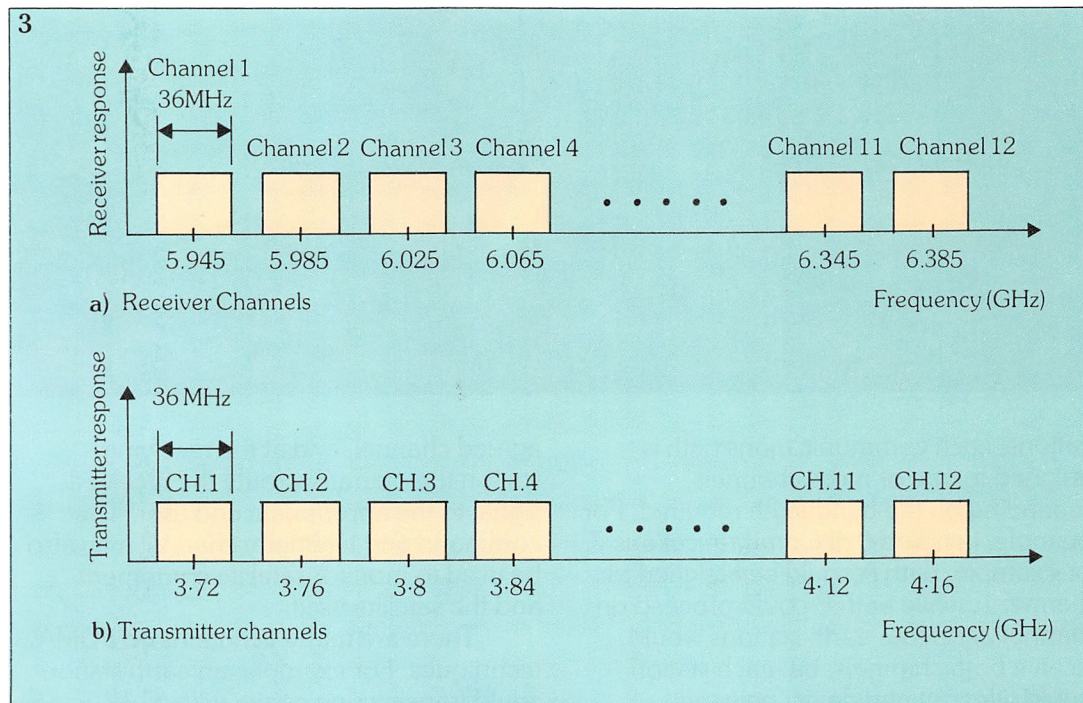 3
Receiver response
Channel 1
36MHz
Channel 2 Channel 3 Channel 4 Channel 11 Channel 12
5.945 5.985 6.025 6.065 6.345 6.385
a) Receiver Channels Frequency (GHz)
Transmitter response
36 MHz
CH.1 CH.2 CH.3 CH.4 CH.11 CH.12
3·72 3·76 3·8 3·84 4·12 4·16
b) Transmitter channels Frequency (GHz)